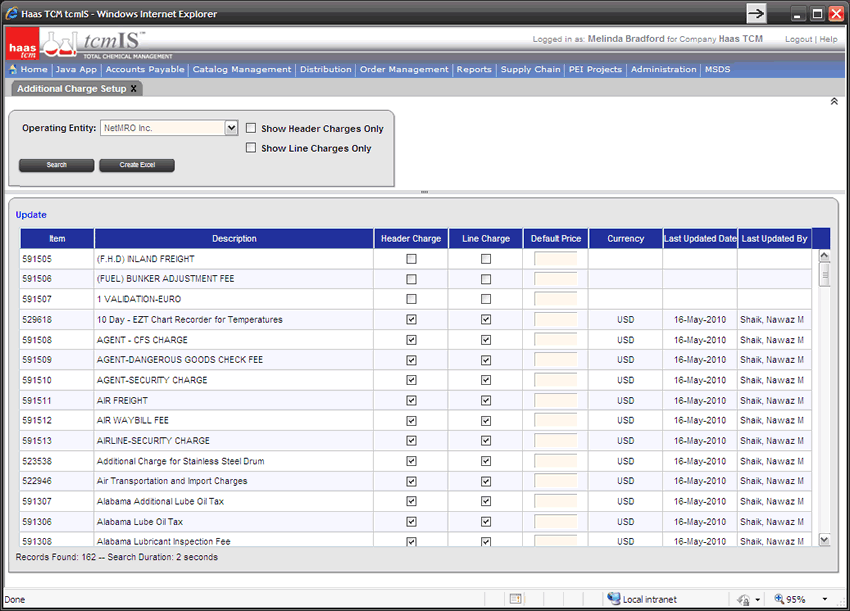 Haas TCM tcmIS - Windows Internet Explorer
haas tcm tcmIS™ TOTAL CHEMICAL MANAGEMENT
Logged in as: Melinda Bradford for Company Haas TCM Logout | Help
Home | Java App | Accounts Payable | Catalog Management | Distribution | Order Management | Reports | Supply Chain | PEI Projects | Administration | MSDS
Additional Charge Setup X
Operating Entity: NetMRO Inc. Show Header Charges Only
Show Line Charges Only
Search Create Excel
Update
Item Description Header Charge Line Charge Default Price Currency Last Updated Date Last Updated By
591505 (F.H.D) INLAND FREIGHT
591506 (FUEL) BUNKER ADJUSTMENT FEE
591507 1 VALIDATION-EURO
529618 10 Day - EZT Chart Recorder for Temperatures USD 16-May-2010 Shaik, Nawaz M
591508 AGENT - CFS CHARGE USD 16-May-2010 Shaik, Nawaz M
591509 AGENT-DANGEROUS GOODS CHECK FEE USD 16-May-2010 Shaik, Nawaz M
591510 AGENT-SECURITY CHARGE USD 16-May-2010 Shaik, Nawaz M
591511 AIR FREIGHT USD 16-May-2010 Shaik, Nawaz M
591512 AIR WAYBILL FEE USD 16-May-2010 Shaik, Nawaz M
591513 AIRLINE-SECURITY CHARGE USD 16-May-2010 Shaik, Nawaz M
523538 Additional Charge for Stainless Steel Drum USD 16-May-2010 Shaik, Nawaz M
522946 Air Transportation and Import Charges USD 16-May-2010 Shaik, Nawaz M
591307 Alabama Additional Lube Oil Tax USD 16-May-2010 Shaik, Nawaz M
591306 Alabama Lube Oil Tax USD 16-May-2010 Shaik, Nawaz M
591308 Alabama Lubricant Inspection Fee USD 16-May-2010 Shaik, Nawaz M
Records Found: 162 -- Search Duration: 2 seconds
Done Local intranet 95%